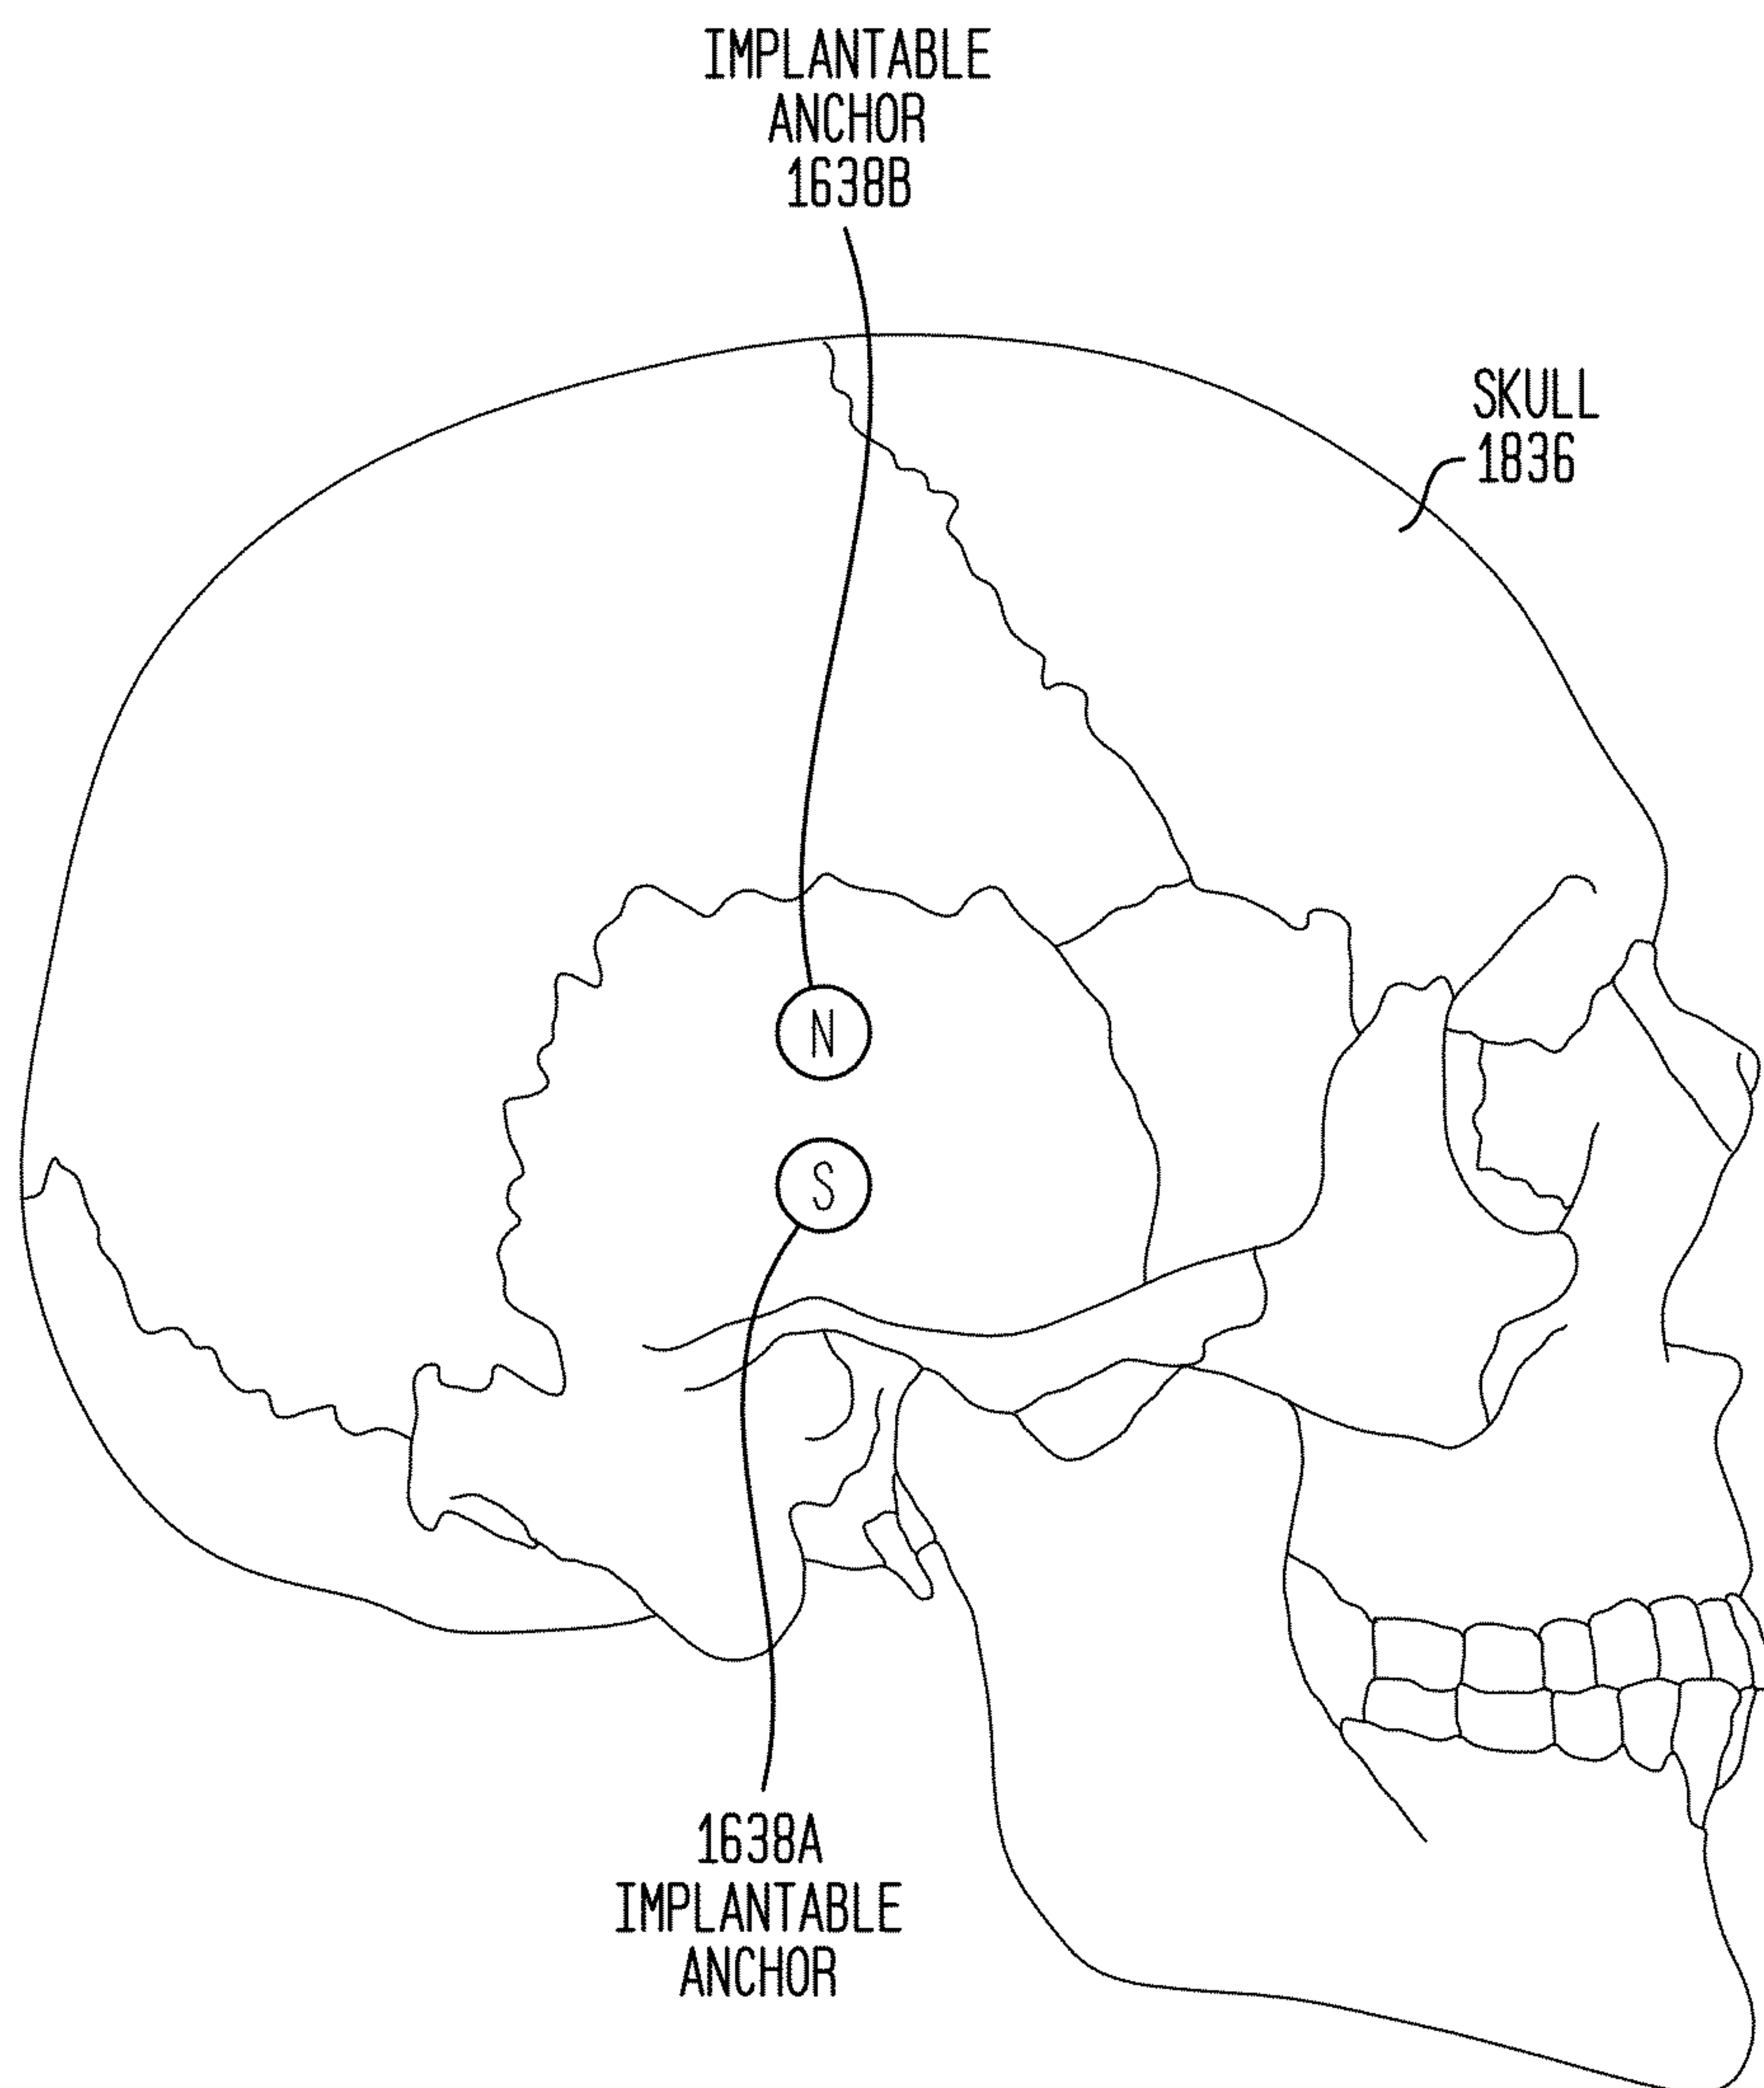 IMPLANTABLE
ANCHOR
1638B
SKULL
1836
N
S
1638A
IMPLANTABLE
ANCHOR